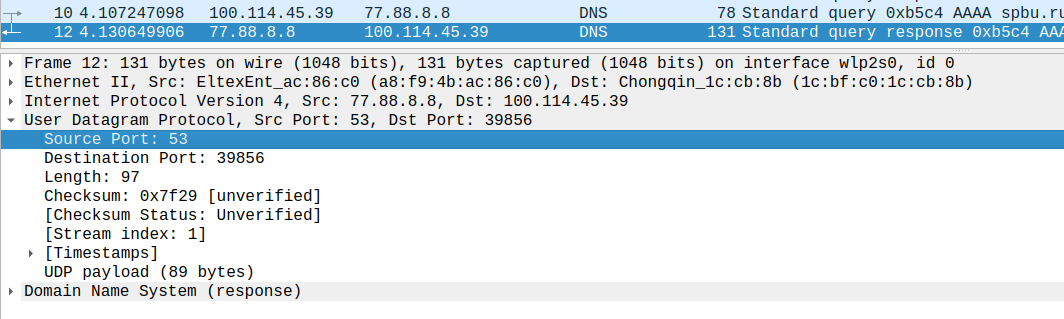 10 4.107247098 100.114.45.39 77.88.8.8 DNS 78 Standard query 0xb5c4 AAAA spbu.ru
12 4.130649906 77.88.8.8 100.114.45.39 DNS 131 Standard query response 0xb5c4 AAA
Frame 12: 131 bytes on wire (1048 bits), 131 bytes captured (1048 bits) on interface wlp2s0, id 0
Ethernet II, Src: EltexEnt_ac:86:c0 (a8:f9:4b:ac:86:c0), Dst: Chongqin_1c:cb:8b (1c:bf:c0:1c:cb:8b)
Internet Protocol Version 4, Src: 77.88.8.8, Dst: 100.114.45.39
User Datagram Protocol, Src Port: 53, Dst Port: 39856
Source Port: 53
Destination Port: 39856
Length: 97
Checksum: 0x7f29 [unverified]
[Checksum Status: Unverified]
[Stream index: 1]
[Timestamps]
UDP payload (89 bytes)
Domain Name System (response)